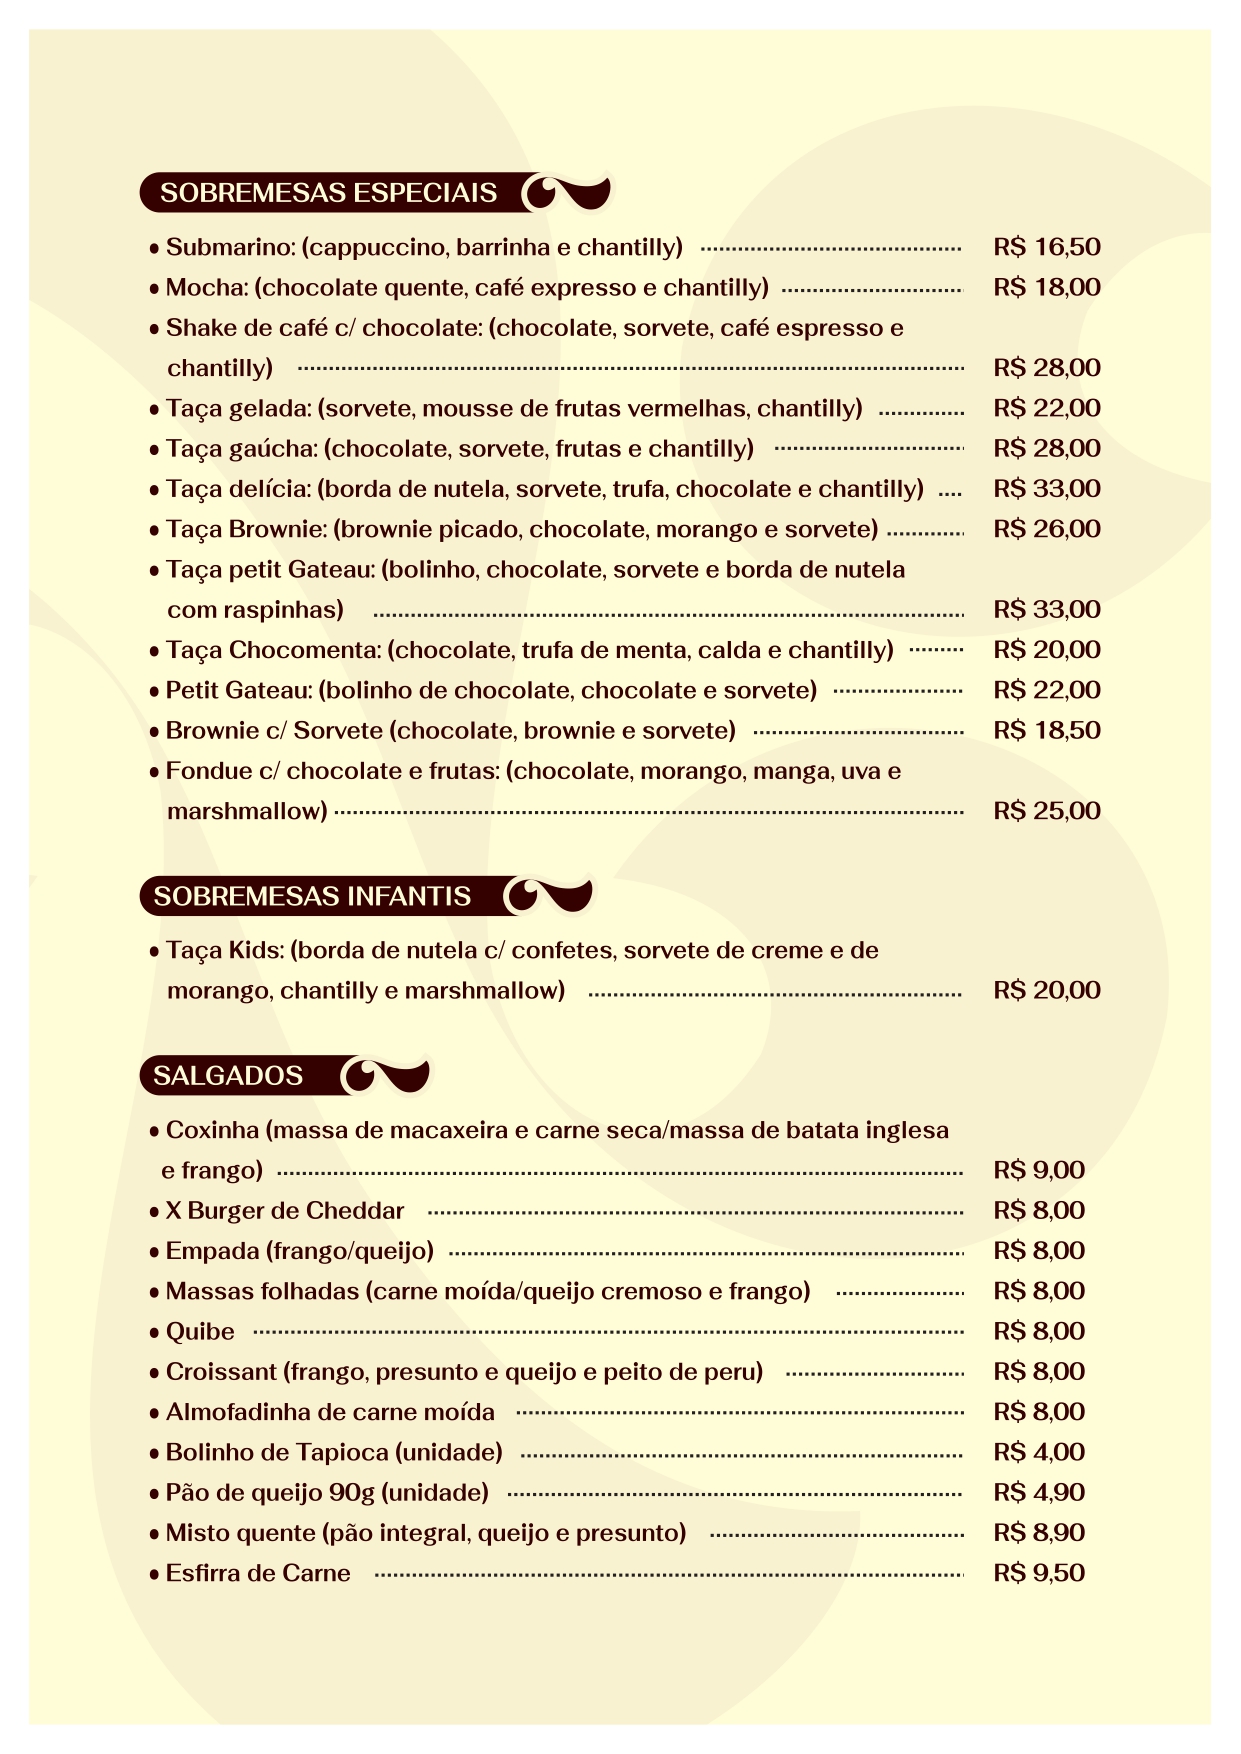 SOBREMESAS ESPECIAIS
• Submarino: (cappuccino, barrinha e chantilly) R$ 16,50
• Mocha: (chocolate quente, café expresso e chantilly) R$ 18,00
• Shake de café c/ chocolate: (chocolate, sorvete, café espresso e
chantilly) R$ 28,00
• Taça gelada: (sorvete, mousse de frutas vermelhas, chantilly) R$ 22,00
• Taça gaúcha: (chocolate, sorvete, frutas e chantilly) R$ 28,00
• Taça delícia: (borda de nutela, sorvete, trufa, chocolate e chantilly) R$ 33,00
• Taça Brownie: (brownie picado, chocolate, morango e sorvete) R$ 26,00
• Taça petit Gateau: (bolinho, chocolate, sorvete e borda de nutela
com raspinhas) R$ 33,00
• Taça Chocomenta: (chocolate, trufa de menta, calda e chantilly) R$ 20,00
• Petit Gateau: (bolinho de chocolate, chocolate e sorvete) R$ 22,00
• Brownie c/ Sorvete (chocolate, brownie e sorvete) R$ 18,50
• Fondue c/ chocolate e frutas: (chocolate, morango, manga, uva e
marshmallow) R$ 25,00
SOBREMESAS INFANTIS
• Taça Kids: (borda de nutela c/ confetes, sorvete de creme e de
morango, chantilly e marshmallow) R$ 20,00
SALGADOS
• Coxinha (massa de macaxeira e carne seca/massa de batata inglesa
e frango) R$ 9,00
• X Burger de Cheddar R$ 8,00
• Empada (frango/queijo) R$ 8,00
• Massas folhadas (carne moída/queijo cremoso e frango) R$ 8,00
• Quibe R$ 8,00
• Croissant (frango, presunto e queijo e peito de peru) R$ 8,00
• Almofadinha de carne moída R$ 8,00
• Bolinho de Tapioca (unidade) R$ 4,00
• Pão de queijo 90g (unidade) R$ 4,90
• Misto quente (pão integral, queijo e presunto) R$ 8,90
• Esfirra de Carne R$ 9,50